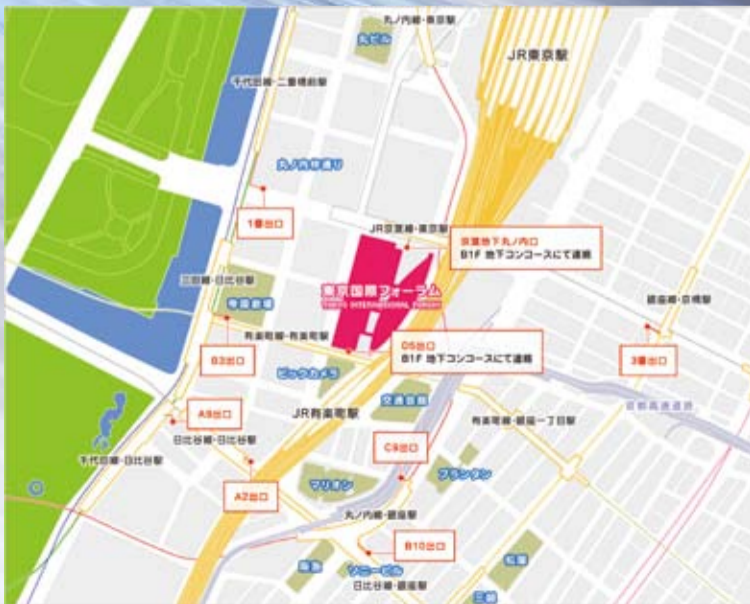 丸ノ内線・東京駅
丸ビル
JR東京駅
千代田線・二重橋前駅
丸ノ内仲通り
1番出口
JR京葉線・東京駅
京葉地下丸ノ内口
B1F 地下コンコースにて連絡
三田線・日比谷駅
東京国際フォーラム
TOKYO INTERNATIONAL FORUM
帝国劇場
銀座線・京橋駅
有楽町線・有楽町駅
D5出口
B1F 地下コンコースにて連絡
B3出口
3番出口
ビックカメラ
交通会館
首都高速道路
A5出口
JR有楽町駅
有楽町線・銀座一丁目駅
日比谷線・日比谷駅
千代田線・日比谷駅
C9出口
プランタン
A2出口
マリオン
丸ノ内線・銀座駅
B10出口
阪急
ソニービル
松屋
日比谷線・銀座駅
三越